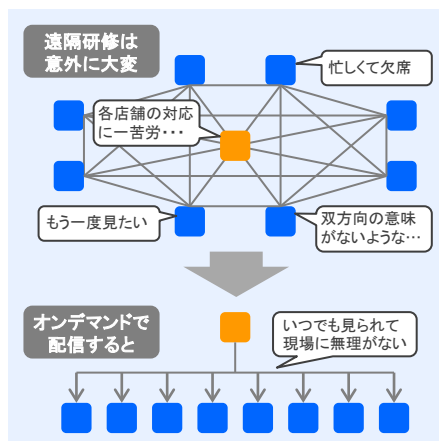 遠隔研修は
意外に大変
忙しくて欠席
各店舗の対応
に一苦労・・・
もう一度見たい
双方向の意味
がないような…
オンデマンドで
配信すると
いつでも見られて
現場に無理がない